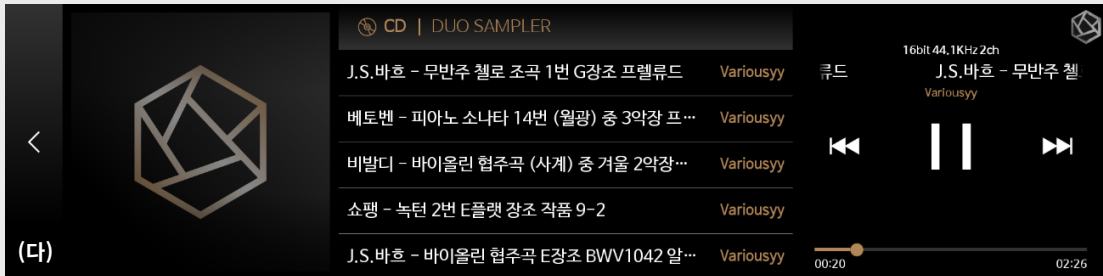 CD | DUO SAMPLER
J.S.바흐 - 무반주 첼로 조곡 1번 G장조 프렐류드 Variousyy
베토벤 - 피아노 소나타 14번 (월광) 중 3악장 프… Variousyy
비발디 - 바이올린 협주곡 (사계) 중 겨울 2악장… Variousyy
쇼팽 - 녹턴 2번 E플랫 장조 작품 9-2 Variousyy
J.S.바흐 - 바이올린 협주곡 E장조 BWV1042 알… Variousyy
16bit 44.1KHz 2ch
류드 J.S.바흐 - 무반주 첼
Variousyy
00:20 02:26
(다)